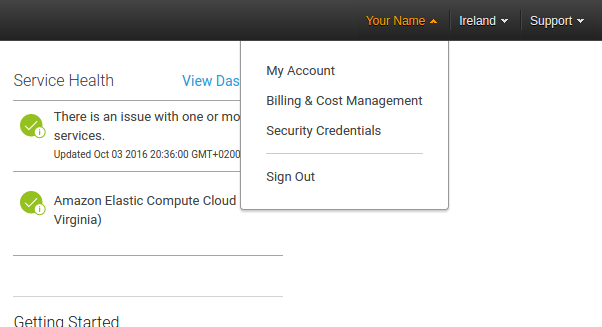 Your Name Ireland Support
My Account
Billing & Cost Management
Security Credentials
Sign Out
Service Health View Das
There is an issue with one or mo
services.
Updated Oct 03 2016 20:36:00 GMT+0200
Amazon Elastic Compute Cloud
Virginia)
Getting Started